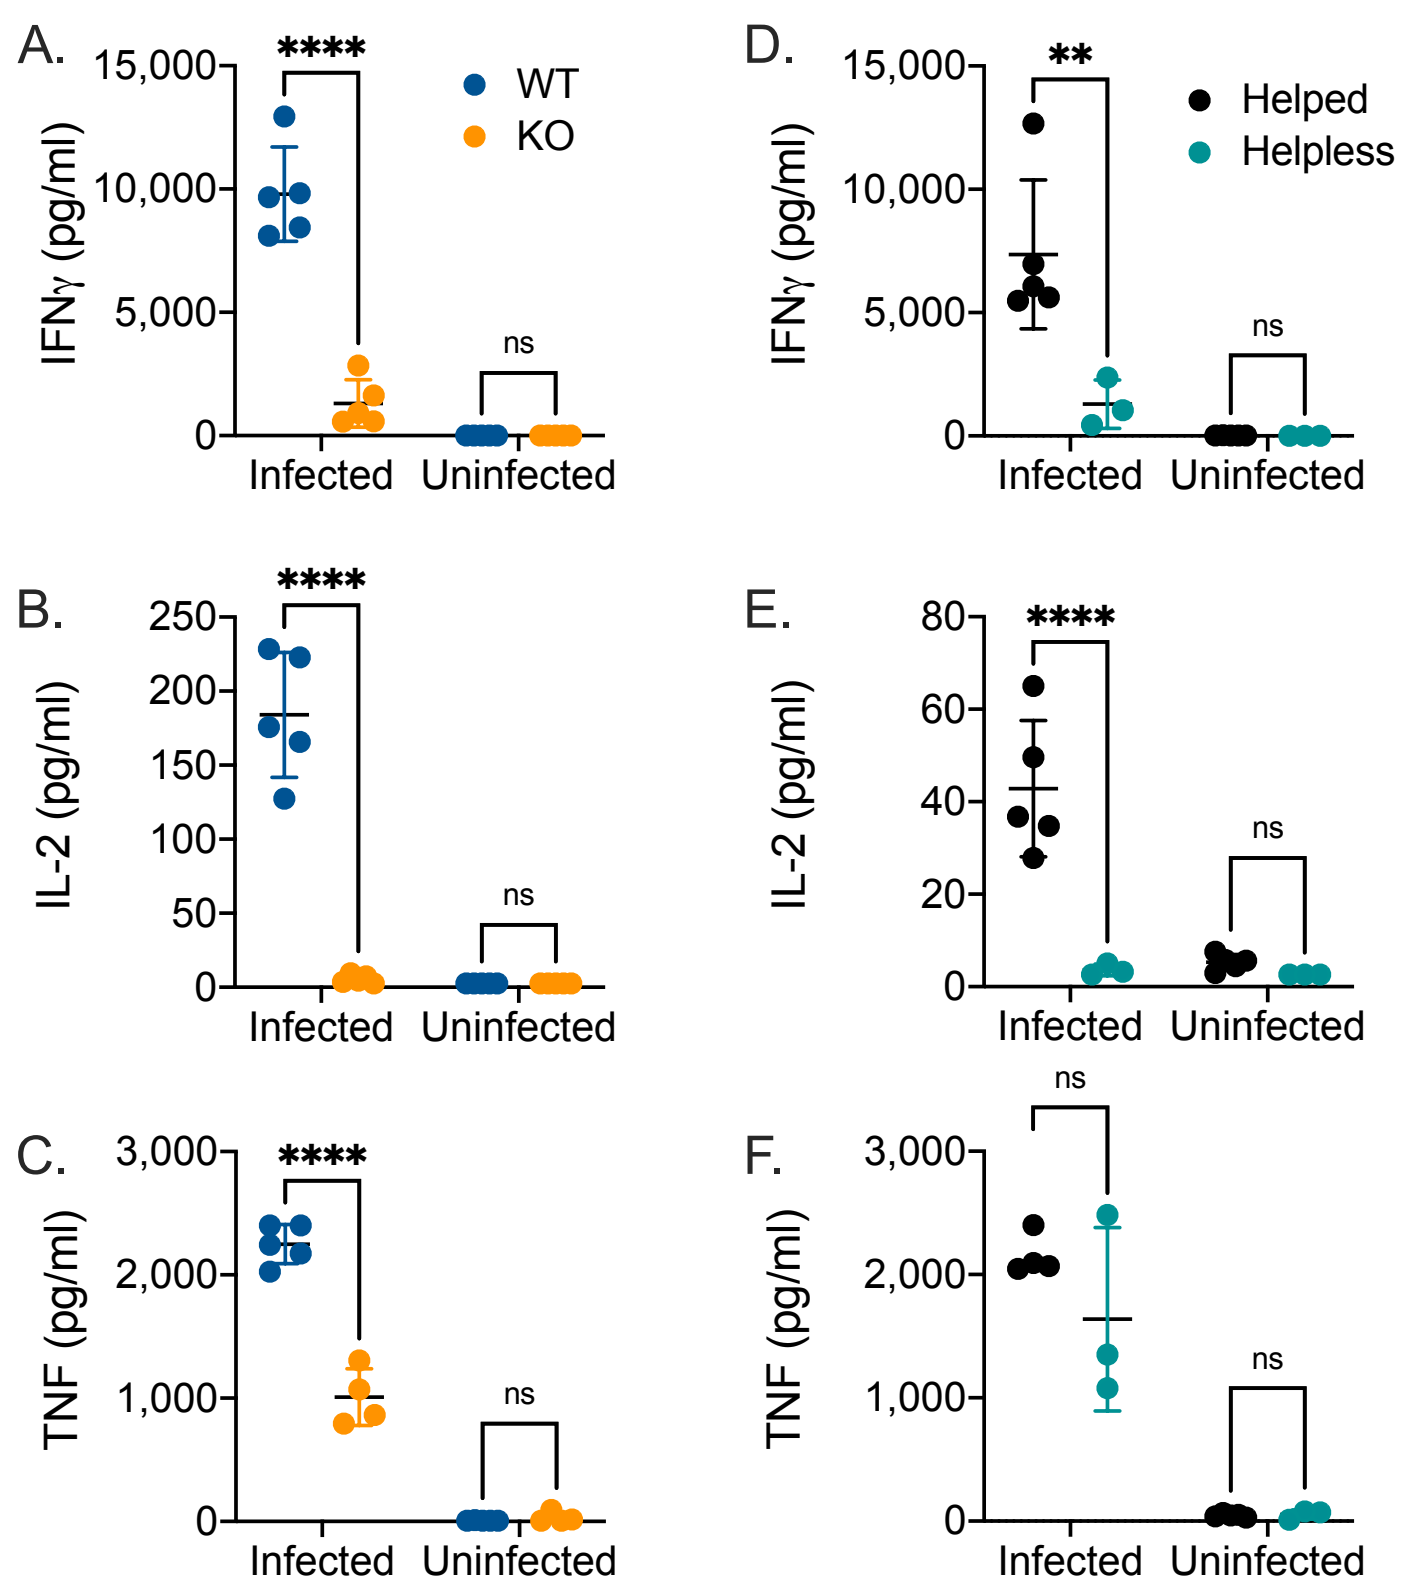 A.
****
15,000
10,000
5,000
0
IFNγ (pg/ml)
WT
KO
ns
Infected
Uninfected
D.
**
15,000
10,000
5,000
0
IFNγ (pg/ml)
Helped
Helpless
ns
Infected
Uninfected
B.
****
250
200
150
100
50
0
IL-2 (pg/ml)
ns
Infected
Uninfected
E.
****
80
60
40
20
0
IL-2 (pg/ml)
ns
Infected
Uninfected
C.
****
3,000
2,000
1,000
0
TNF (pg/ml)
ns
Infected
Uninfected
F.
ns
3,000
2,000
1,000
0
TNF (pg/ml)
ns
Infected
Uninfected